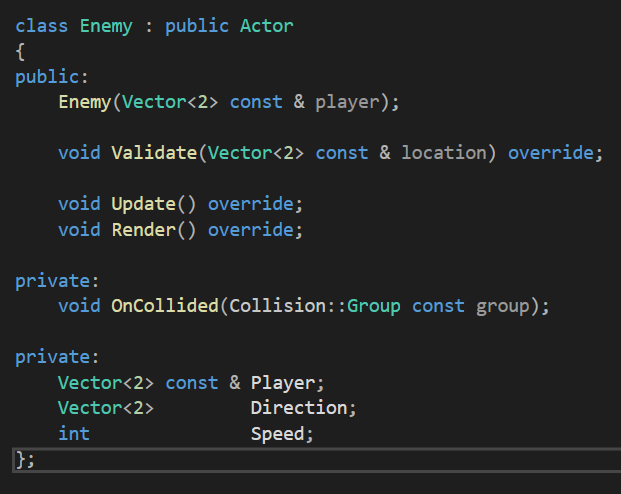 class Enemy : public Actor
{
public:
    Enemy(Vector<2> const & player);

    void Validate(Vector<2> const & location) override;

    void Update() override;
    void Render() override;

private:
    void OnCollided(Collision::Group const group);

private:
    Vector<2> const & Player;
    Vector<2>         Direction;
    int               Speed;
};